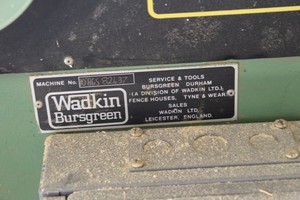 MACHINE No.
Wadkin
Bursgreen
SERVICE & TOOLS
BURSGREEN DURHAM
(A DIVISION OF WADKIN LTD.),
FENCE HOUSES, TYNE & WEAR.
SALES
WADKIN LTD.,
LEICESTER, ENGLAND.